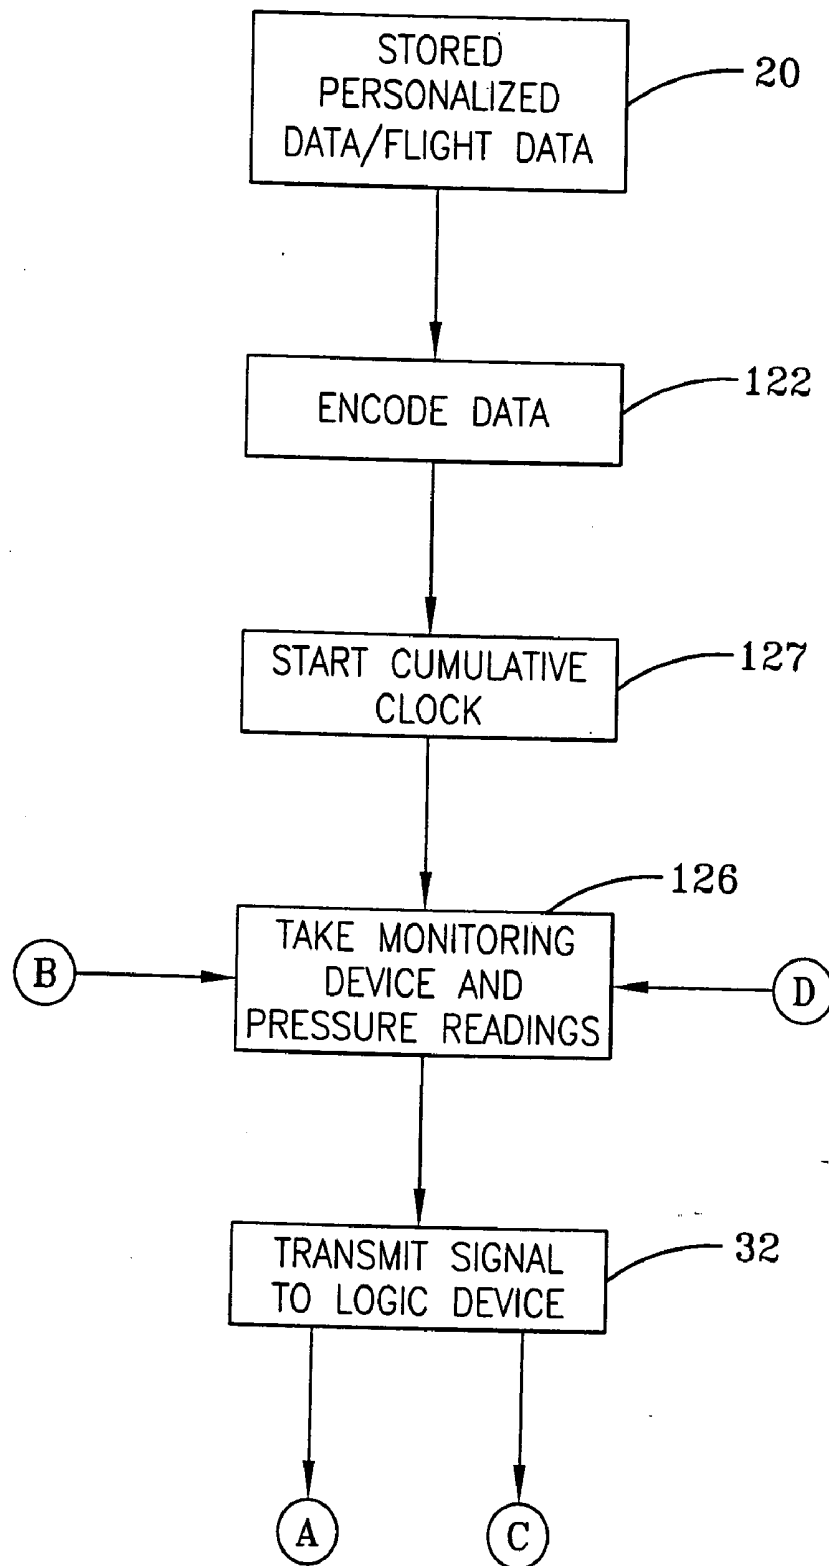 STORED
PERSONALIZED
DATA/FLIGHT DATA
20
ENCODE DATA
122
START CUMULATIVE
CLOCK
127
126
TAKE MONITORING
DEVICE AND
PRESSURE READINGS
B
D
TRANSMIT SIGNAL
TO LOGIC DEVICE
32
A
C